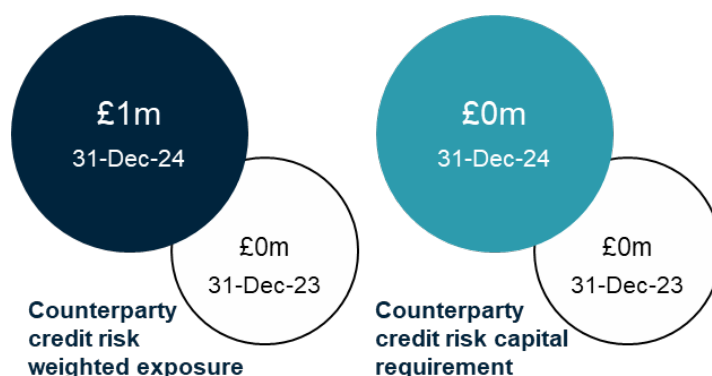 £1m
31-Dec-24
£0m
31-Dec-23
Counterparty
credit risk
weighted exposure
£0m
31-Dec-24
£0m
31-Dec-23
Counterparty
credit risk capital
requirement